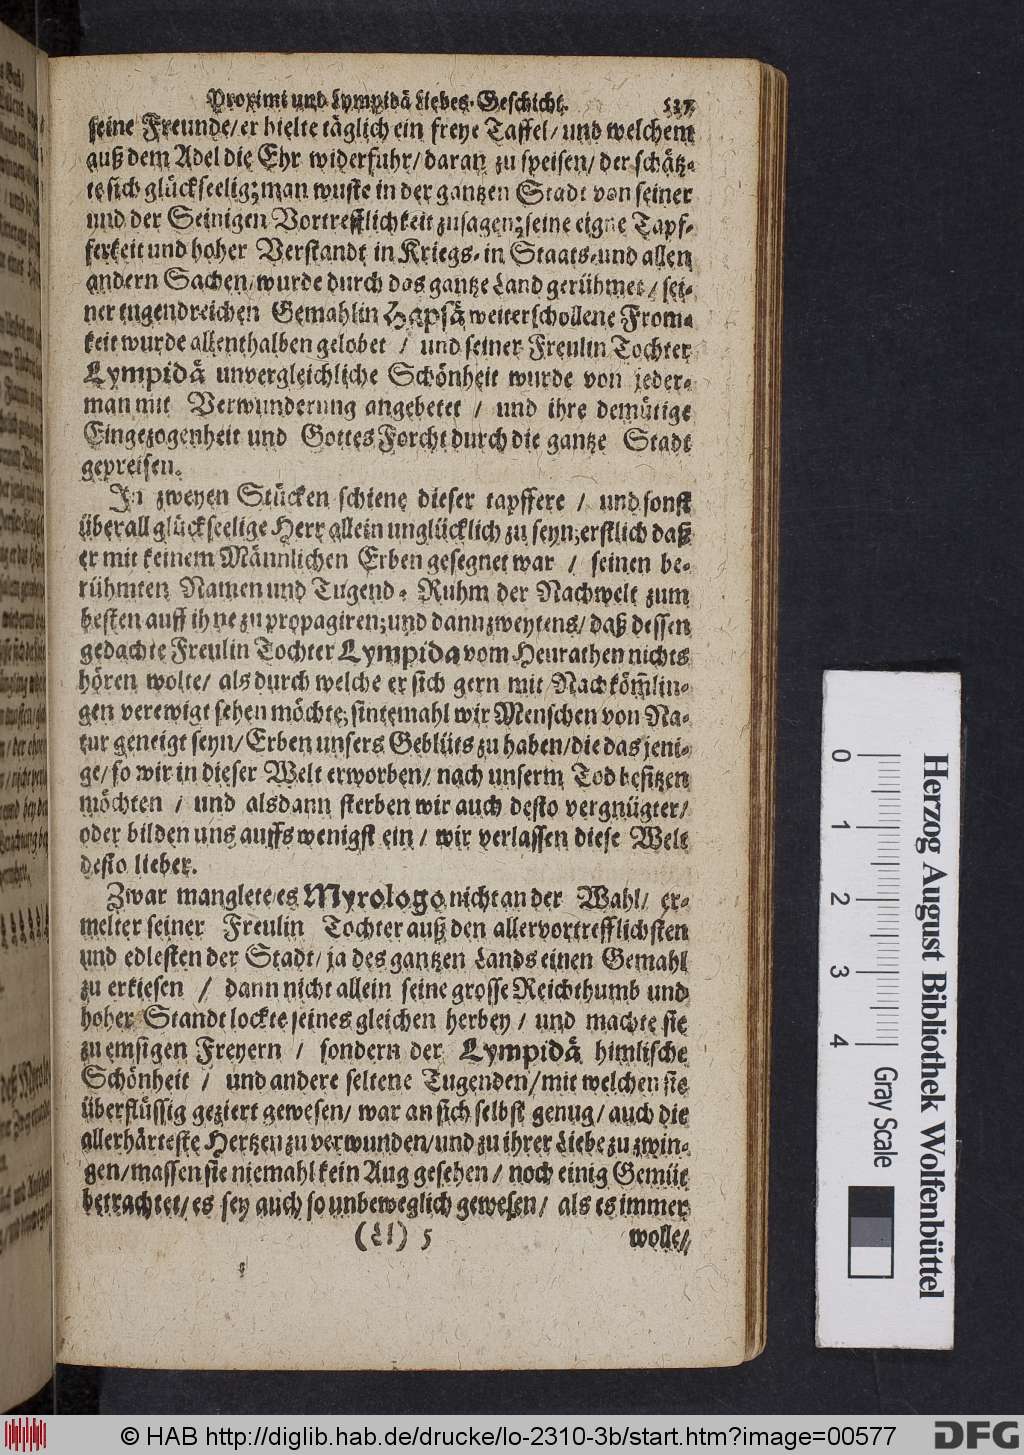 Proximi und Lympidä Liebes-Geschicht. 537
seine Freunde/ er hielte täglich ein freye Taffel/ und welchem
auß dem Adel die Ehr widerfuhr/ daran zu speisen/ der schätz-
te sich glückseelig; man wuste in der gantzen Stadt von seiner
und der Seinigen Vortrefflichkeit zusagen; seine eigne Tapf-
ferkeit und hoher Verstandt in Kriegs- in Staats- und allen
andern Sachen/ wurde durch das gantze Land gerühmet/ sei-
ner tugendreichen Gemahlin Hapsä weiterschollene From-
keit wurde allenthalben gelobet / und seiner Freulin Tochter
Lympidä unvergleichliche Schönheit wurde von jeder-
man mit Verwunderung angebetet / und ihre demütige
Eingezogenheit und Gottes Forcht durch die gantze Stadt
gepreisen.
In zweyen Stücken schiene dieser tapffere / und sonst
überall glückseelige Herr allein unglücklich zu seyn; erstlich daß
er mit keinem Männlichen Erben gesegnet war / seinen be-
rühmten Namen und Tugend-Ruhm der Nachwelt zum
besten auff ihne zu propagiren; und dann zweytens/ daß dessen
gedachte Freulin Tochter Lympida vom Heurathen nichts
hören wolte/ als durch welche er sich gern mit Nachköm̃lin-
gen verewigt sehen möchte; sintemahl wir Menschen von Na-
tur geneigt seyn/ Erben unsers Geblüts zu haben/ die das jeni-
ge/ so wir in dieser Welt erworben/ nach unserm Tod besitzen
möchten / und alsdann sterben wir auch desto vergnügter/
oder bilden uns auffs wenigst ein / wir verlassen diese Welt
desto lieber.
Zwar manglete es Myrologo nicht an der Wahl/ er-
melter seiner Freulin Tochter auß den allervortrefflichsten
und edlesten der Stadt/ ja des gantzen Lands einen Gemahl
zu erkiesen / dann nicht allein seine grosse Reichthumb und
hoher Standt lockte seines gleichen herbey / und machte sie
zu emsigen Freyern / sondern der Lympidä himlische
Schönheit / und andere seltene Tugenden/ mit welchen sie
überflüssig geziert gewesen/ war an sich selbst genug/ auch die
allerhärteste Hertzen zu verwunden/ und zu ihrer Liebe zu zwin-
gen/ massen sie niemahl kein Aug gesehen/ noch einig Gemüt
betrachtet/ es sey auch so unbeweglich gewesen/ als es immer
(Ll) 5 wolle/
Herzog August Bibliothek Wolfenbüttel
0 1 2 3 4 Gray Scale
© HAB http://diglib.hab.de/drucke/lo-2310-3b/start.htm?image=00577
DFG